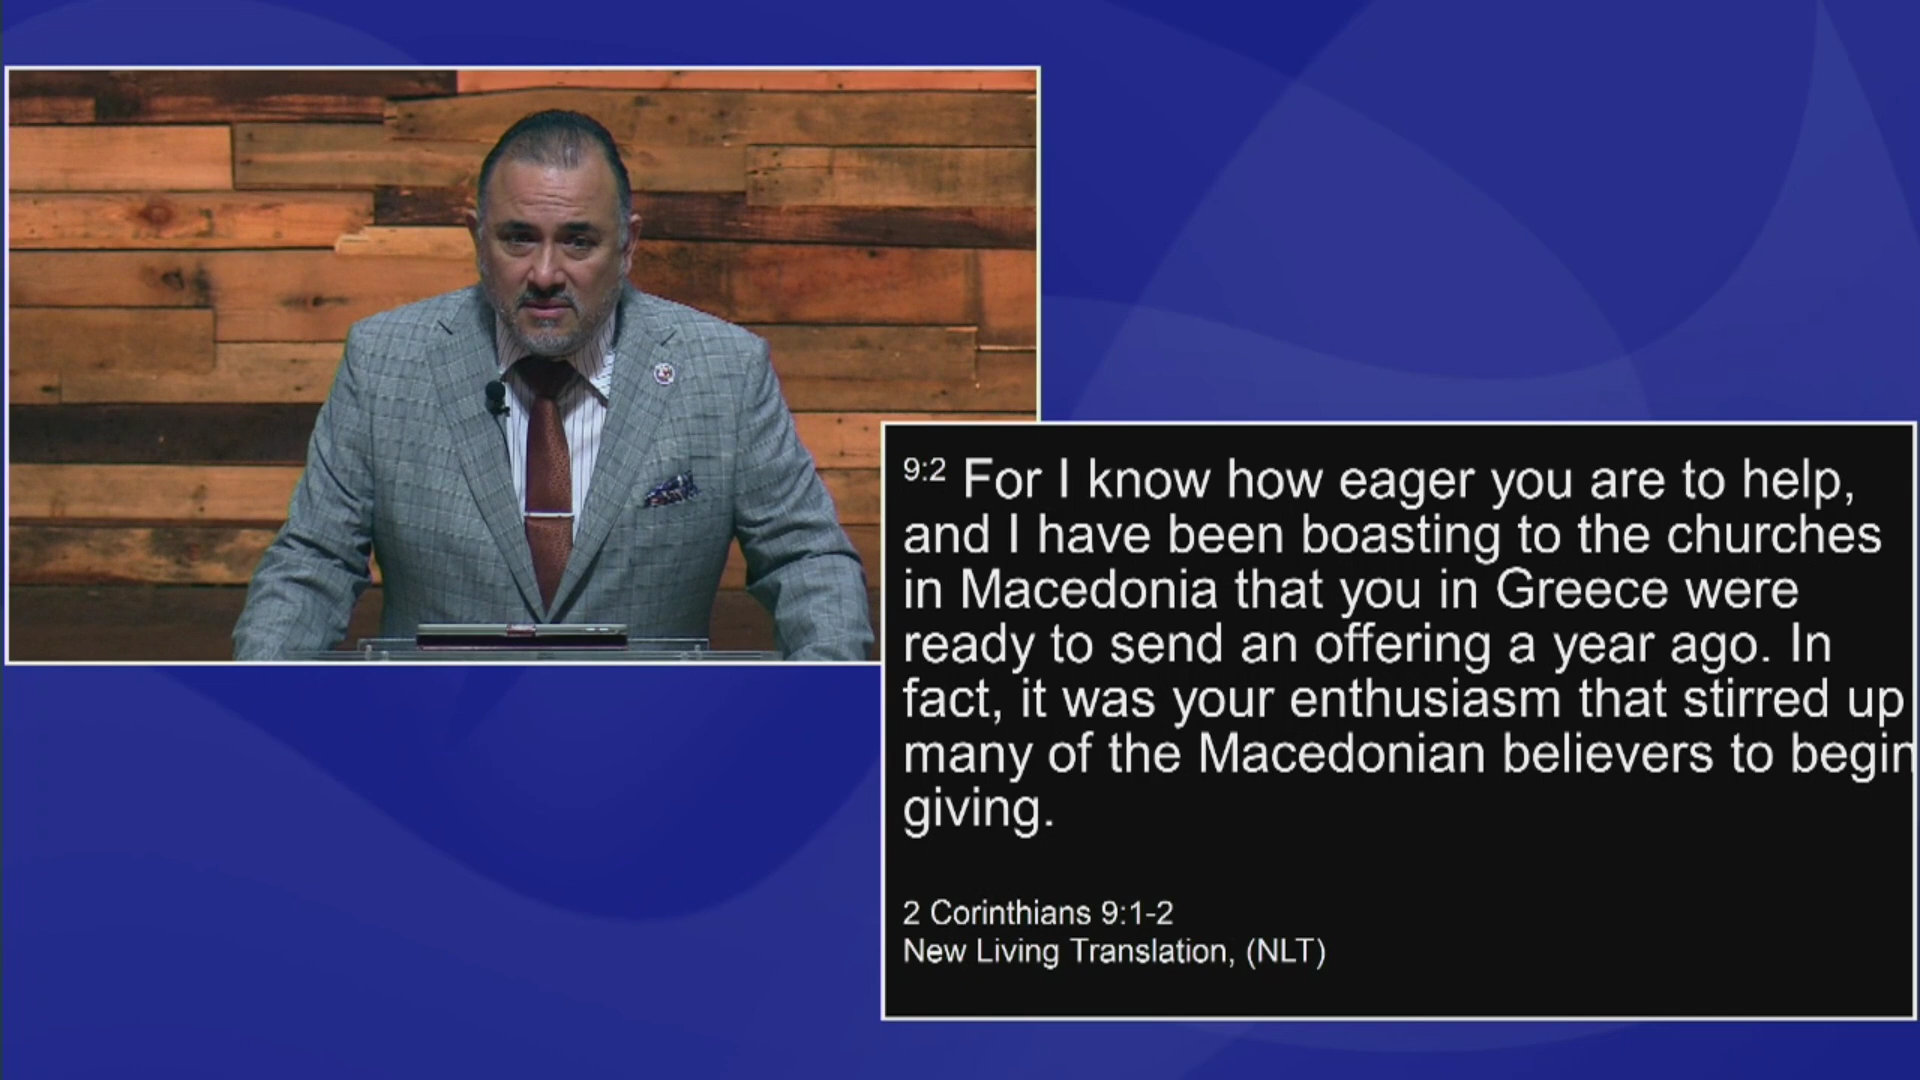 9:2 For I know how eager you are to help,
and I have been boasting to the churches
in Macedonia that you in Greece were
ready to send an offering a year ago. In
fact, it was your enthusiasm that stirred up
many of the Macedonian believers to begin
giving.
2 Corinthians 9:1-2
New Living Translation, (NLT)